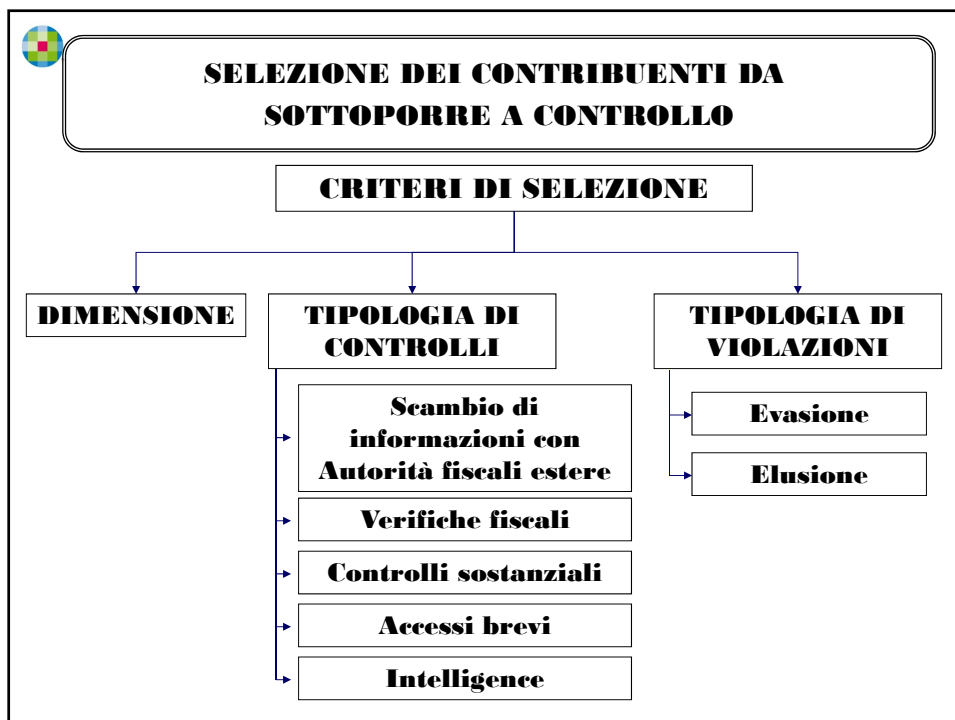 SELEZIONE DEI CONTRIBUENTI DA
SOTTOPORRE A CONTROLLO
CRITERI DI SELEZIONE
DIMENSIONE
TIPOLOGIA DI
CONTROLLI
Scambio di
informazioni con
Autorità fiscali estere
Verifiche fiscali
Controlli sostanziali
Accessi brevi
Intelligence
TIPOLOGIA DI
VIOLAZIONI
Evasione
Elusione